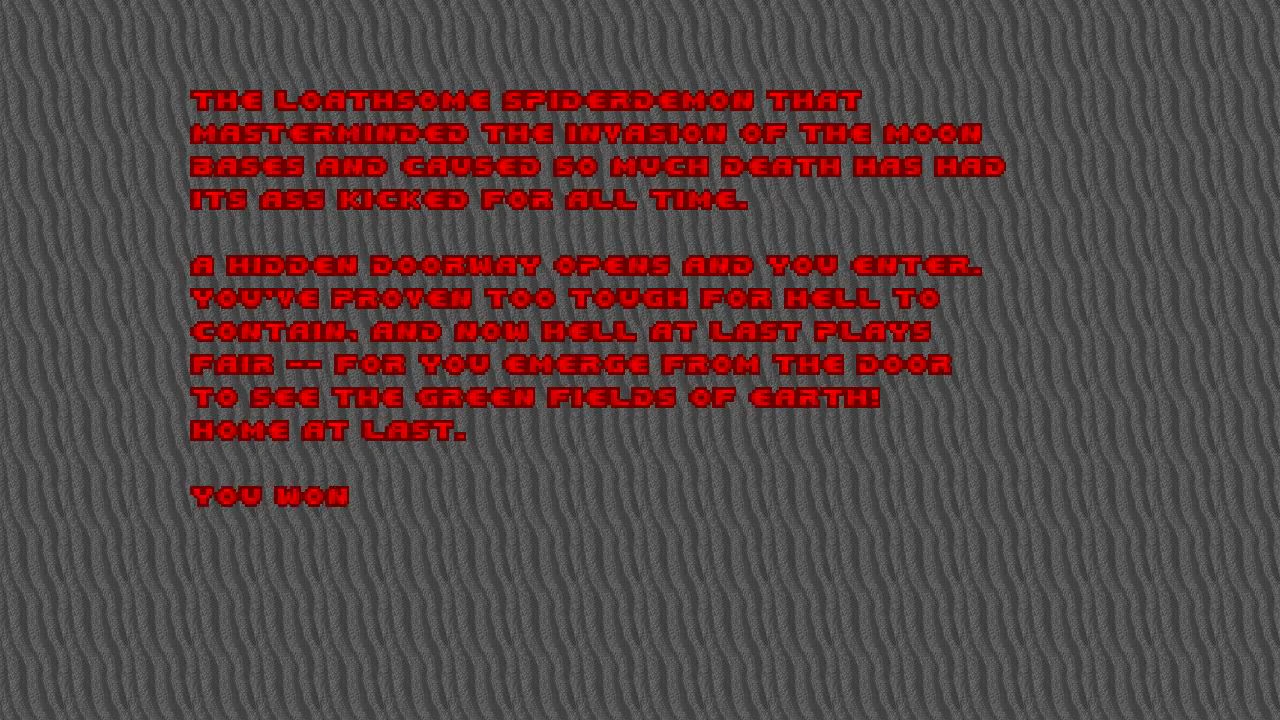 THE LOATHSOME SPIDERDEMON THAT
MASTERMINDED THE INVASION OF THE MOON
BASES AND CAUSED SO MUCH DEATH HAS HAD
ITS ASS KICKED FOR ALL TIME.
A HIDDEN DOORWAY OPENS AND YOU ENTER.
YOU'VE PROVEN TOO TOUGH FOR HELL TO
CONTAIN, AND NOW HELL AT LAST PLAYS
FAIR -- FOR YOU EMERGE FROM THE DOOR
TO SEE THE GREEN FIELDS OF EARTH!
HOME AT LAST.
YOU WON